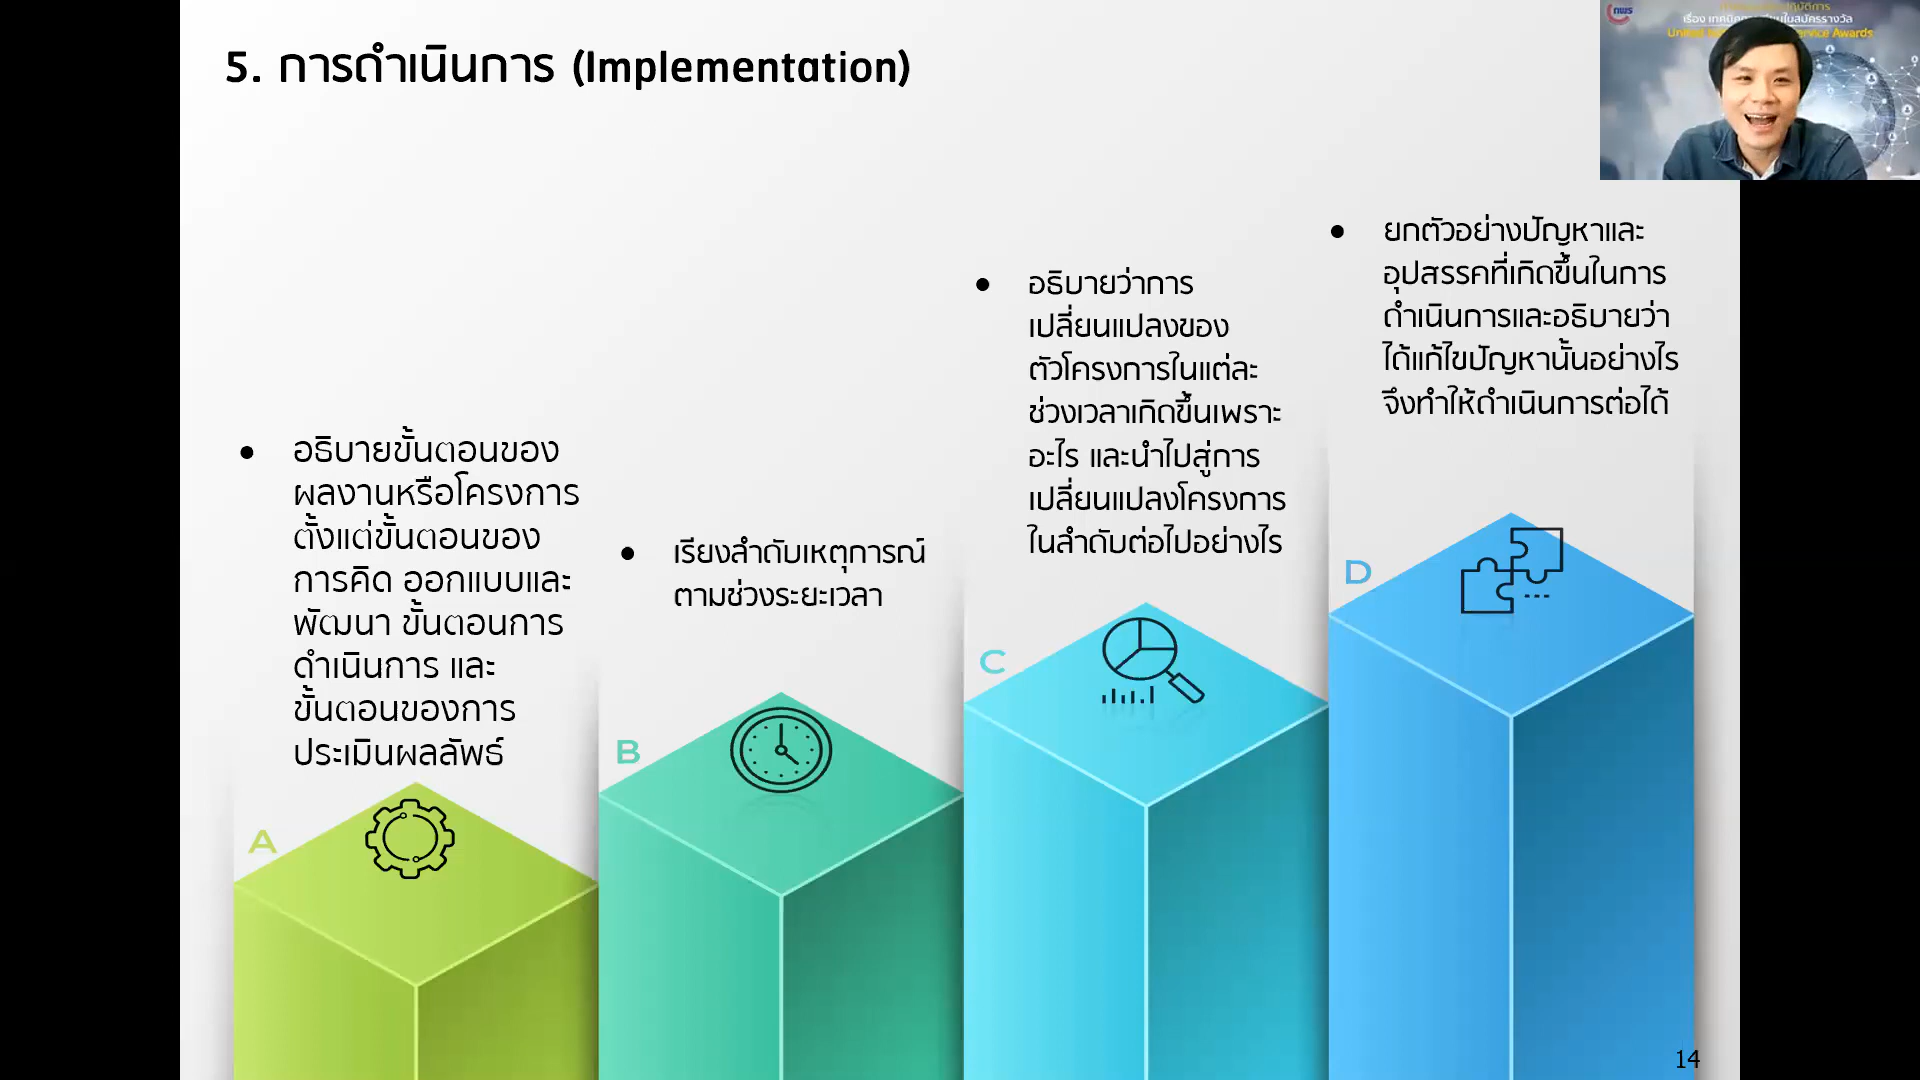 5. การดำเนินการ (Implementation)
กพร
เรื่อง
Awards
● อธิบายขั้นตอนของ
ผลงานหรือโครงการ
ตั้งแต่ขั้นตอนของ
การคิด ออกแบบและ
พัฒนา ขั้นตอนการ
ดำเนินการ และ
ขั้นตอนของการ
ประเมินผลลัพธ์
A
● เรียงลำดับเหตุการณ์
ตามช่วงระยะเวลา
B
● อธิบายว่าการ
เปลี่ยนแปลงของ
ตัวโครงการในแต่ละ
ช่วงเวลาเกิดขึ้นเพราะ
อะไร และนำไปสู่การ
เปลี่ยนแปลงโครงการ
ในลำดับต่อไปอย่างไร
C
● ยกตัวอย่างปัญหาและ
อุปสรรคที่เกิดขึ้นในการ
ดำเนินการและอธิบายว่า
ได้แก้ไขปัญหานั้นอย่างไร
จึงทำให้ดำเนินการต่อได้
D
14